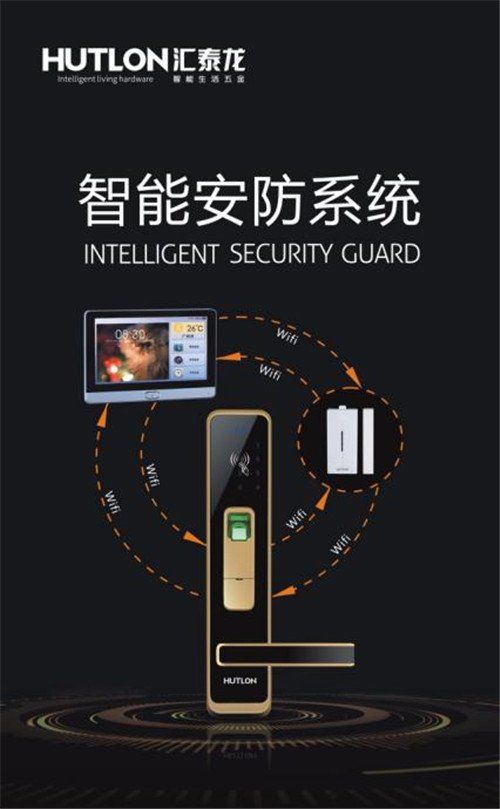 HUTLON汇泰龙
Intelligent living hardware 智能生活五金
智能安防系统
INTELLIGENT SECURITY GUARD
08:30 26℃
Wifi
Wifi
Wifi
Wifi
Wifi
Wifi
HUTLON